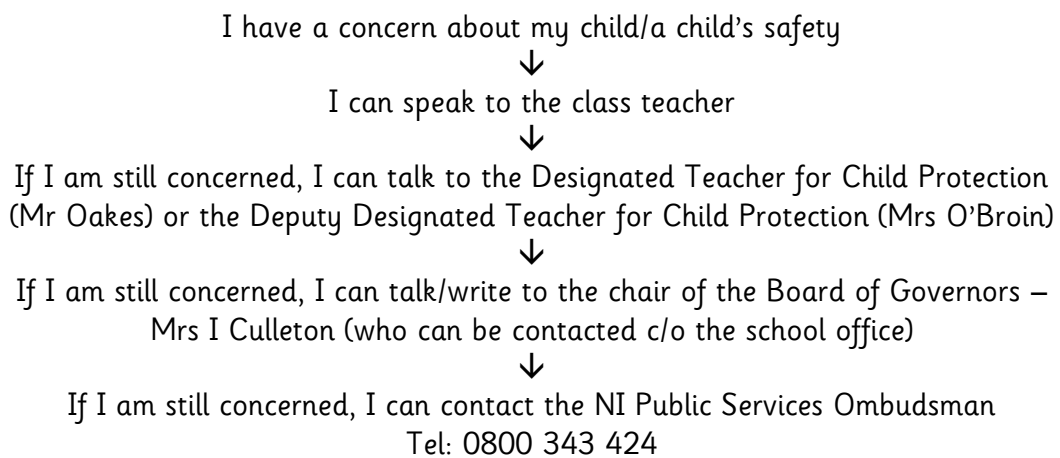 I have a concern about my child/a child's safety
↓
I can speak to the class teacher
↓
If I am still concerned, I can talk to the Designated Teacher for Child Protection
(Mr Oakes) or the Deputy Designated Teacher for Child Protection (Mrs O'Broin)
↓
If I am still concerned, I can talk/write to the chair of the Board of Governors –
Mrs I Culleton (who can be contacted c/o the school office)
↓
If I am still concerned, I can contact the NI Public Services Ombudsman
Tel: 0800 343 424